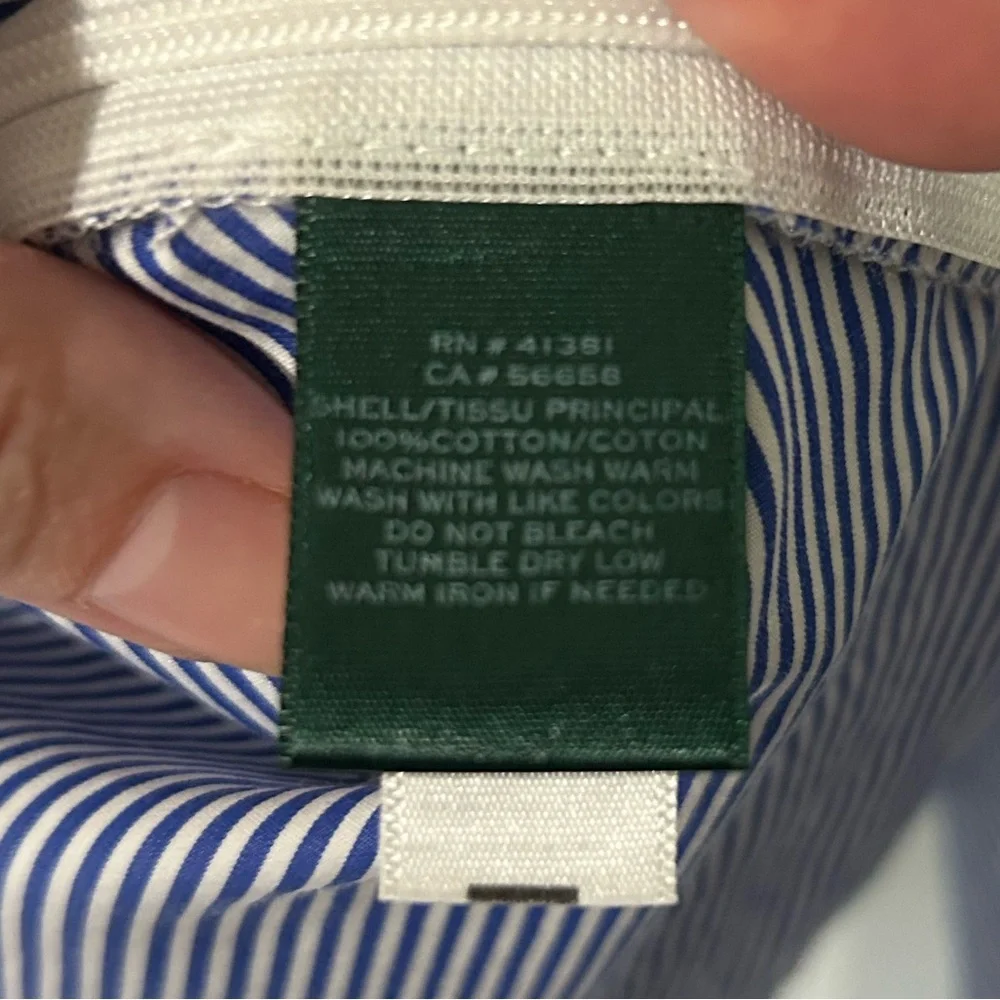 RN # 41381
CA # 56658
SHELL/TISSU PRINCIPAL
100%COTTON/COTON
MACHINE WASH WARM
WASH WITH LIKE COLORS
DO NOT BLEACH
TUMBLE DRY LOW
WARM IRON IF NEEDED